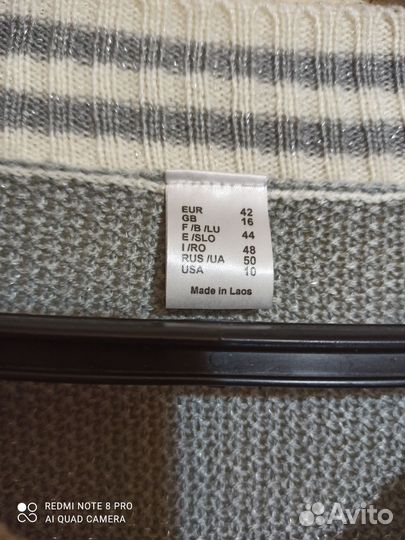 EUR 42
GB 16
F /B /LU 44
E /SLO
I /RO 48
RUS /UA 50
USA 10
Made in Laos
REDMI NOTE 8 PRO
AI QUAD CAMERA
Avito